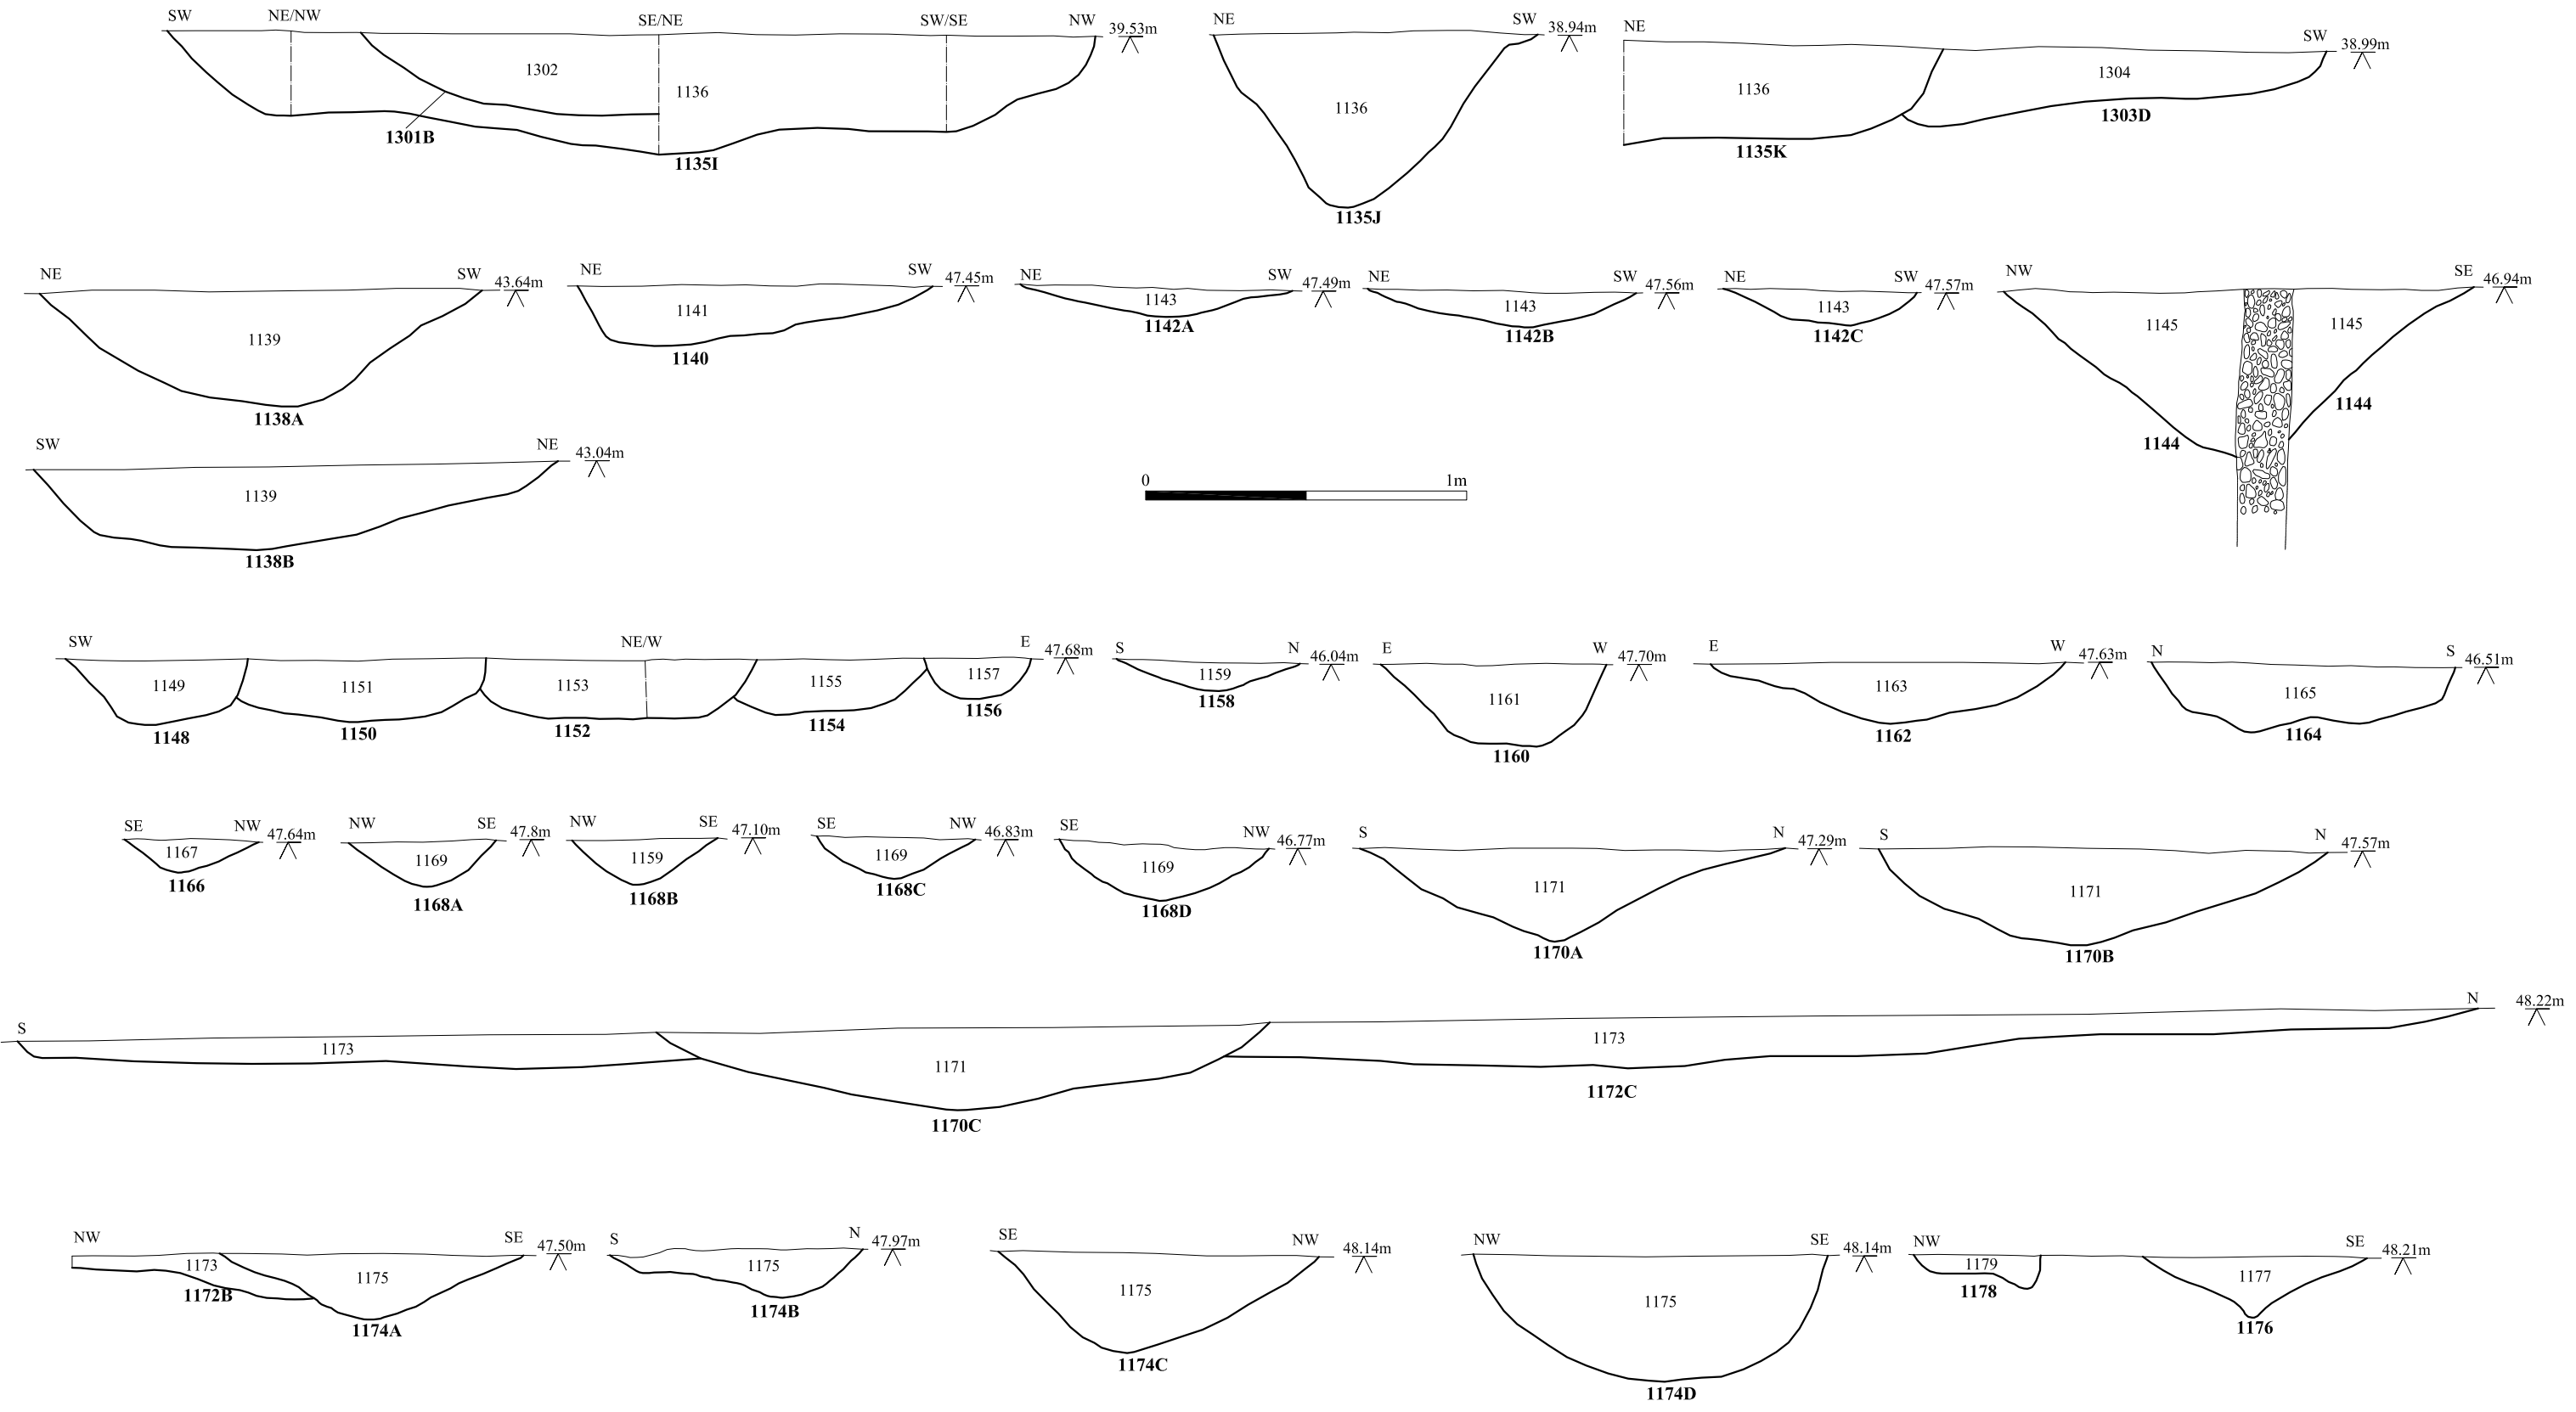 SW NE/NW SE/NE SW/SE NW 39.53m
1302 1136
1301B 1135I
NE SW 38.94m
1136
1135J
NE SW 38.99m
1136 1304
1135K 1303D
NE SW 43.64m
1139
1138A
NE SW 47.45m
1141
1140
NE SW 47.49m
1143
1142A
NE SW 47.56m
1143
1142B
NE SW 47.57m
1143
1142C
NW SE 46.94m
1145 1145
1144 1144
SW NE 43.04m
1139
1138B
0 1m
SW NE/W E 47.68m
1149 1151 1153 1155 1157
1148 1150 1152 1154 1156
S N 46.04m
1159
1158
E W 47.70m
1161
1160
E W 47.63m
1163
1162
N S 46.51m
1165
1164
SE NW 47.64m
1167
1166
NW SE 47.8m
1169
1168A
NW SE 47.10m
1159
1168B
SE NW 46.83m
1169
1168C
SE NW 46.77m
1169
1168D
S N 47.29m
1171
1170A
S N 47.57m
1171
1170B
S N 48.22m
1173 1171 1173
1170C 1172C
NW SE 47.50m
1173 1175
1172B 1174A
S N 47.97m
1175
1174B
SE NW 48.14m
1175
1174C
NW SE 48.14m
1175
1174D
NW SE 48.21m
1179 1177
1178 1176